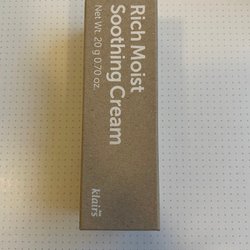 Rich Moist
Soothing Cream
Net Wt. 20 g 0.70 oz.
klairs